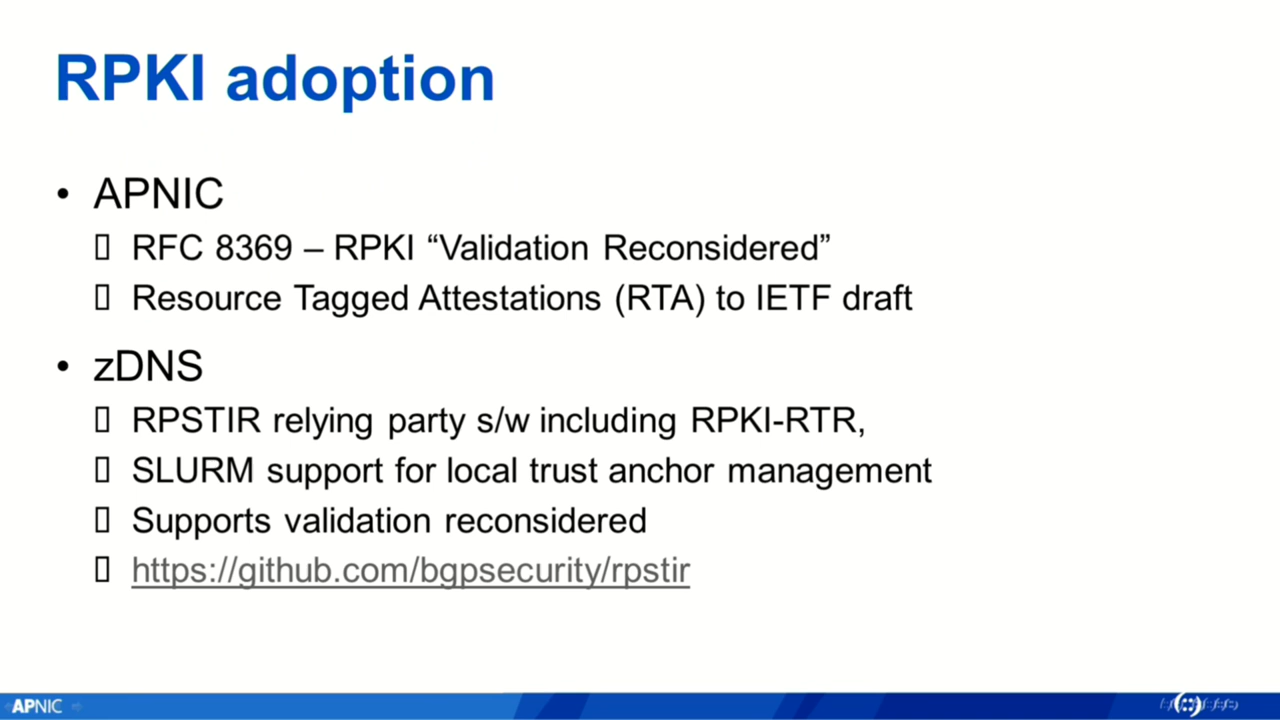 RPKI adoption
• APNIC
RFC 8369 – RPKI “Validation Reconsidered”
Resource Tagged Attestations (RTA) to IETF draft
• zDNS
RPSTIR relying party s/w including RPKI-RTR,
SLURM support for local trust anchor management
Supports validation reconsidered
https://github.com/bgpsecurity/rpstir
APNIC